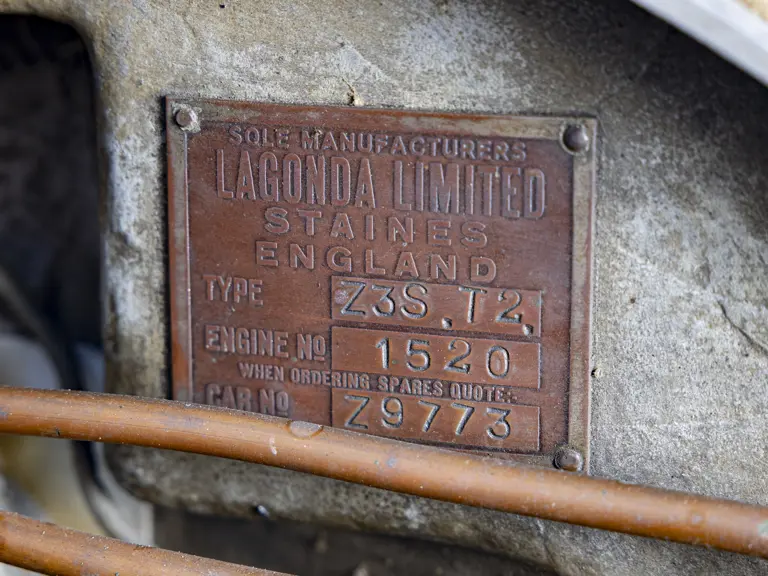 SOLE MANUFACTURERS
LAGONDA LIMITED
STAINES
ENGLAND
TYPE Z3S.T2.
ENGINE No 1520
WHEN ORDERING SPARES QUOTE:-
CAR No Z9773